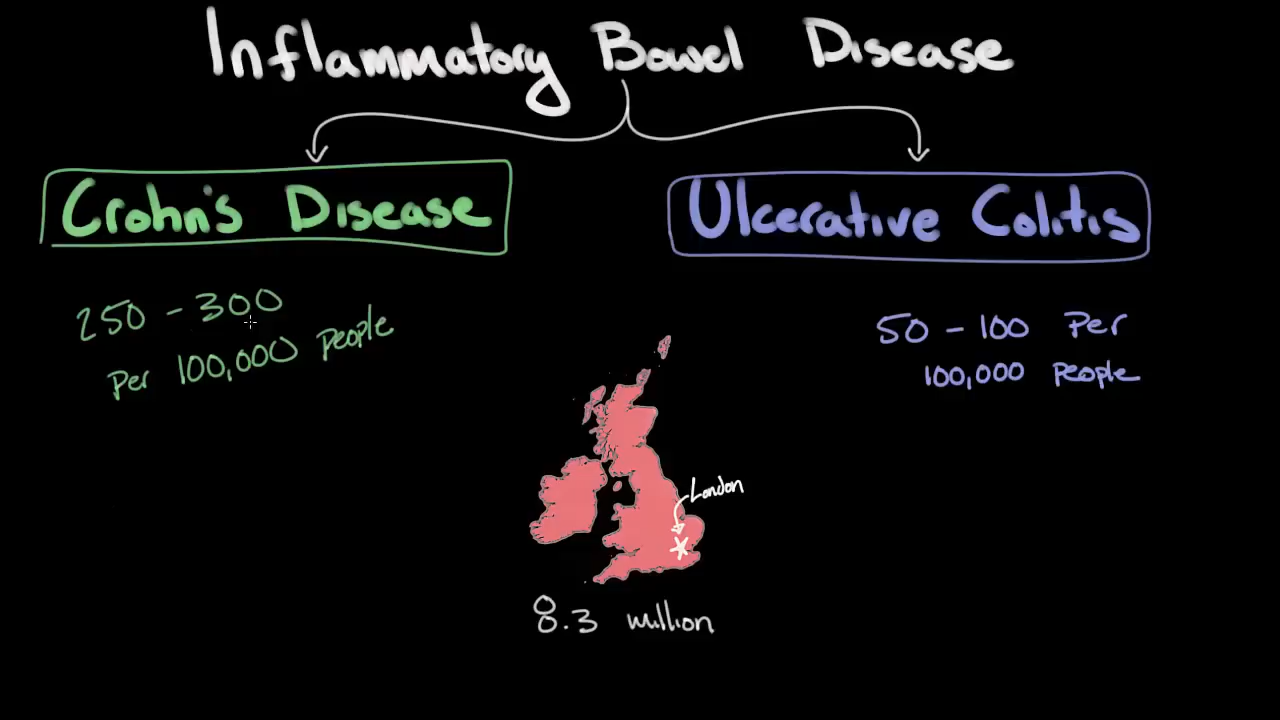 Inflammatory Bowel Disease
Crohn's Disease
Ulcerative Colitis
250 - 300
per 100,000 people
50 - 100 per
100,000 people
London
8.3 million